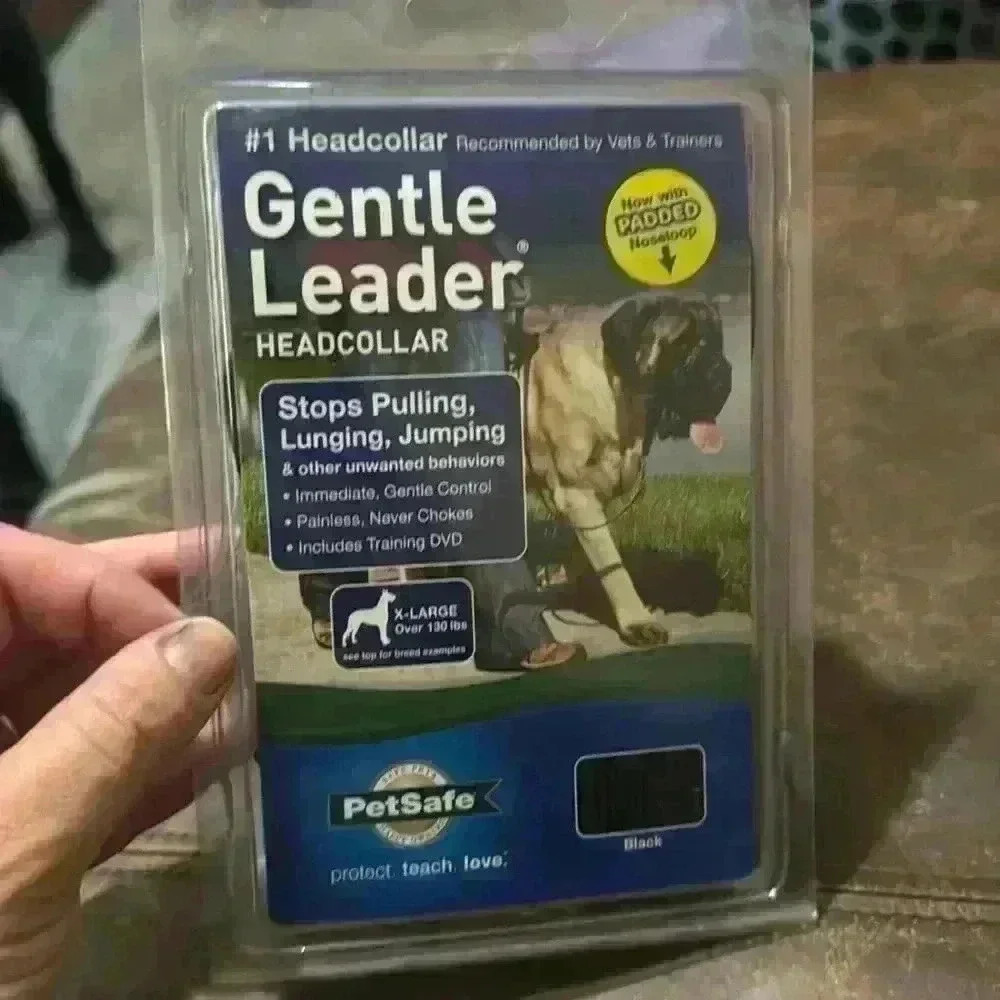 #1 Headcollar Recommended by Vets & Trainers
Gentle
Leader®
HEADCOLLAR
Now with
PADDED
Noseloop
Stops Pulling,
Lunging, Jumping
& other unwanted behaviors
• Immediate, Gentle Control
• Painless, Never Chokes
• Includes Training DVD
X-LARGE
Over 130 lbs
see top for breed examples
PetSafe
protect. teach. love.
Black